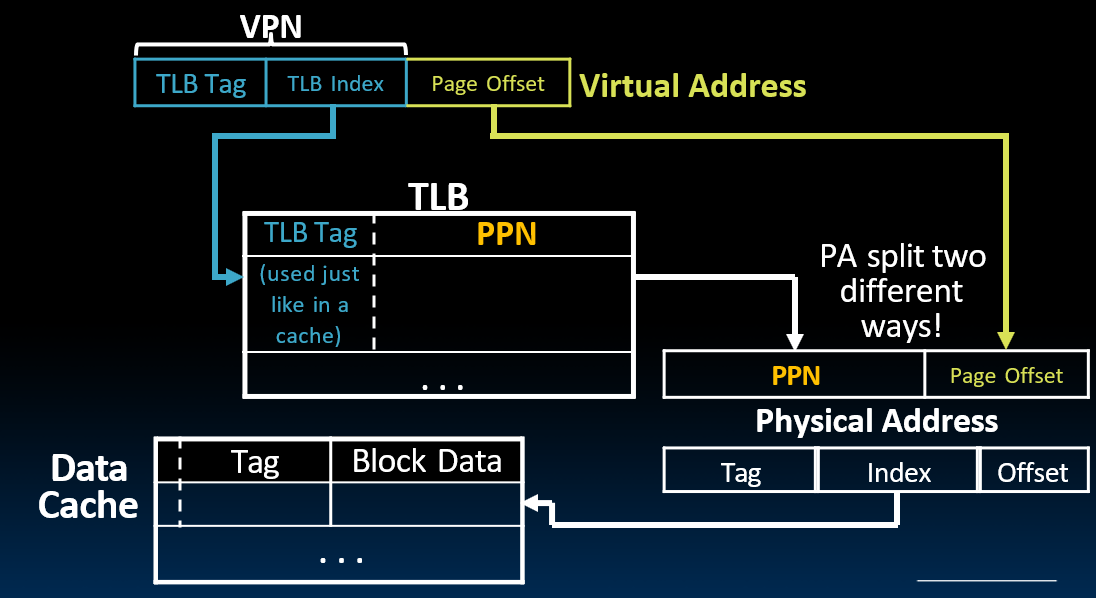 VPN
TLB Tag
TLB Index
Page Offset
Virtual Address
TLB
TLB Tag
PPN
(used just
like in a
cache)
. . .
PA split two
different
ways!
PPN
Page Offset
Physical Address
Tag
Index
Offset
Data
Cache
Tag
Block Data
. . .